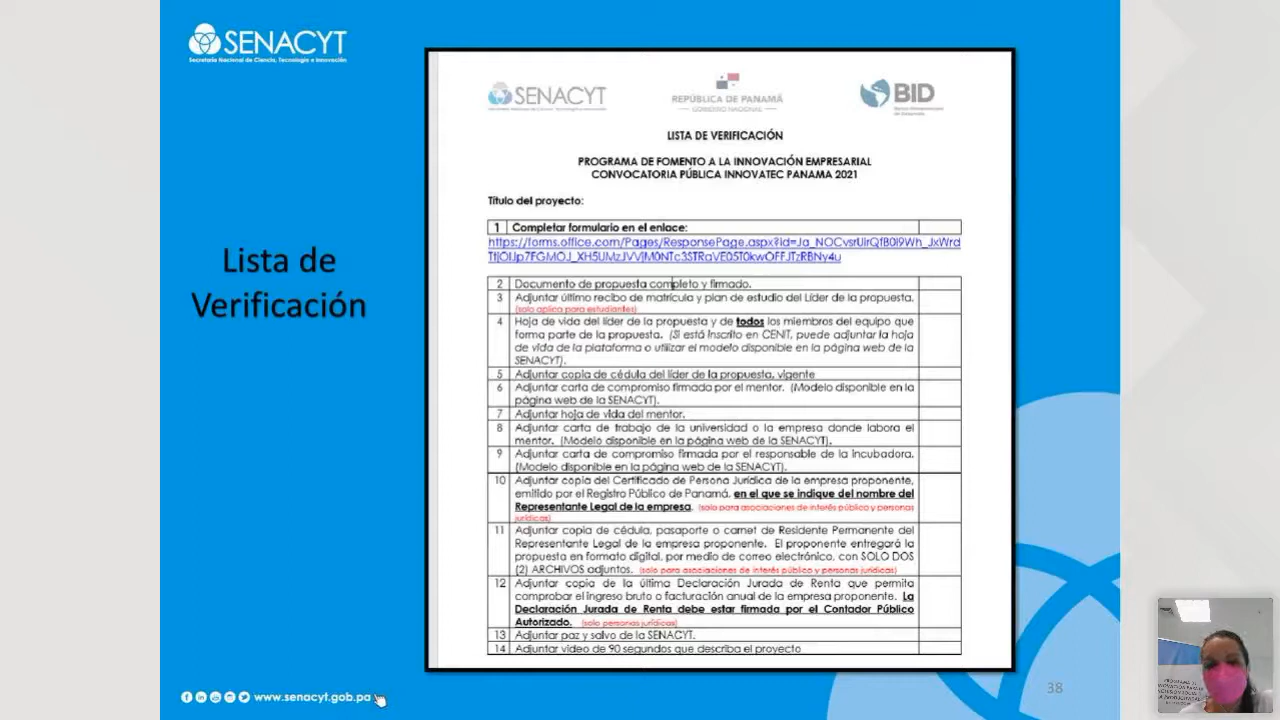 SENACYT
Secretaría Nacional de Ciencia, Tecnología e Innovación
SENACYT
REPÚBLICA DE PANAMÁ
— GOBIERNO NACIONAL —
BID
LISTA DE VERIFICACIÓN
PROGRAMA DE FOMENTO A LA INNOVACIÓN EMPRESARIAL
CONVOCATORIA PÚBLICA INNOVATEC PANAMA 2021
Título del proyecto:
1 Completar formulario en el enlace:
2 Documento de propuesta completo y firmado.
3 Adjuntar último recibo de matrícula y plan de estudio del Líder de la propuesta.
(solo aplica para estudiantes)
4 Hoja de vida del líder de la propuesta y de todos los miembros del equipo que
forma parte de la propuesta. (Si está inscrito en CENIT, puede adjuntar la hoja
de vida de la plataforma o utilizar el modelo disponible en la página web de la
SENACYT).
5 Adjuntar copia de cédula del líder de la propuesta, vigente
6 Adjuntar carta de compromiso firmada por el mentor. (Modelo disponible en la
página web de la SENACYT).
7 Adjuntar hoja de vida del mentor.
8 Adjuntar carta de trabajo de la universidad o la empresa donde labora el
mentor. (Modelo disponible en la página web de la SENACYT).
9 Adjuntar carta de compromiso firmada por el responsable de la incubadora.
(Modelo disponible en la página web de la SENACYT).
10 Adjuntar copia del Certificado de Persona Jurídica de la empresa proponente,
emitido por el Registro Público de Panamá, en el que se indique del nombre del
Representante Legal de la empresa. (solo para asociaciones de interés público y personas
jurídicas)
11 Adjuntar copia de cédula, pasaporte o carnet de Residente Permanente del
Representante Legal de la empresa proponente. El proponente entregará la
propuesta en formato digital, por medio de correo electrónico, con SOLO DOS
(2) ARCHIVOS adjuntos. (solo para asociaciones de interés público y personas jurídicas)
12 Adjuntar copia de la última Declaración Jurada de Renta que permita
comprobar el ingreso bruto o facturación anual de la empresa proponente. La
Declaración Jurada de Renta debe estar firmada por el Contador Público
Autorizado. (solo personas jurídicas)
13 Adjuntar paz y salvo de la SENACYT.
14 Adjuntar video de 90 segundos que describa el proyecto
Lista de
Verificación
www.senacyt.gob.pa
38